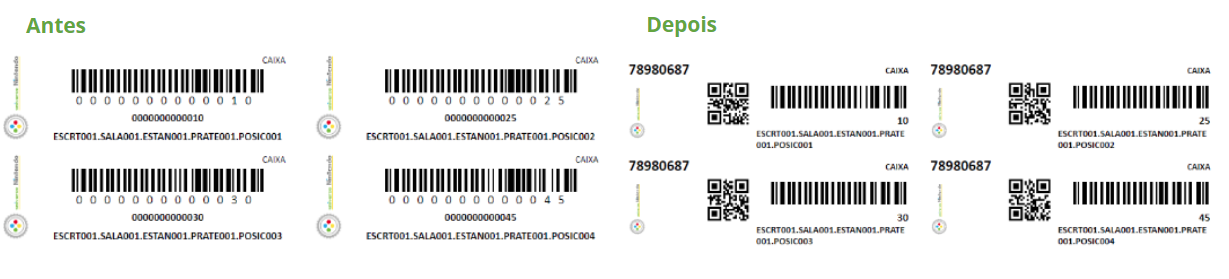 Antes
CAIXA
0 0 0 0 0 0 0 0 0 0 0 1 0
0000000000010
ESCRT001.SALA001.ESTAN001.PRATE001.POSIC001
CAIXA
0 0 0 0 0 0 0 0 0 0 0 2 5
0000000000025
ESCRT001.SALA001.ESTAN001.PRATE001.POSIC002
CAIXA
0 0 0 0 0 0 0 0 0 0 0 3 0
0000000000030
ESCRT001.SALA001.ESTAN001.PRATE001.POSIC003
CAIXA
0 0 0 0 0 0 0 0 0 0 0 4 5
0000000000045
ESCRT001.SALA001.ESTAN001.PRATE001.POSIC004
Depois
78980687
CAIXA
10
ESCRT001.SALA001.ESTAN001.PRATE
001.POSIC001
78980687
CAIXA
25
ESCRT001.SALA001.ESTAN001.PRATE
001.POSIC002
78980687
CAIXA
30
ESCRT001.SALA001.ESTAN001.PRATE
001.POSIC003
78980687
CAIXA
45
ESCRT001.SALA001.ESTAN001.PRATE
001.POSIC004